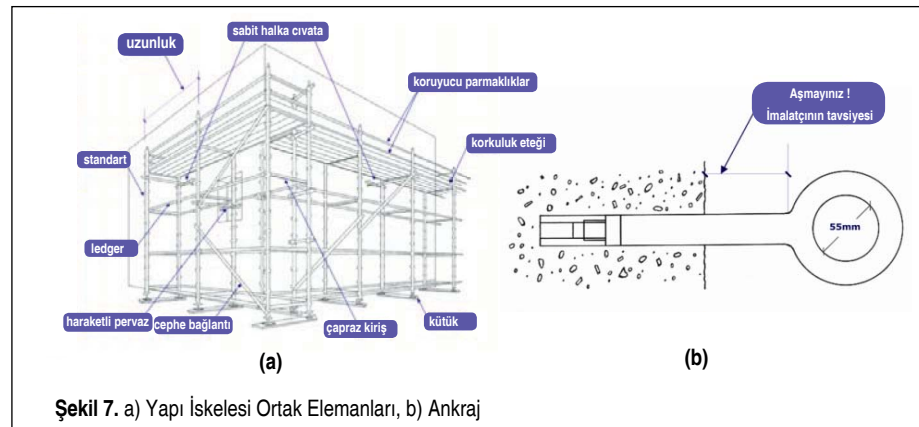 sabit halka cıvata
uzunluk
koruyucu parmaklıklar
korkuluk eteği
standart
ledger
haraketli pervaz
cephe bağlantı
çapraz kiriş
kütük
(a)
Aşmayınız !
İmalatçının tavsiyesi
55mm
(b)
Şekil 7. a) Yapı İskelesi Ortak Elemanları, b) Ankraj